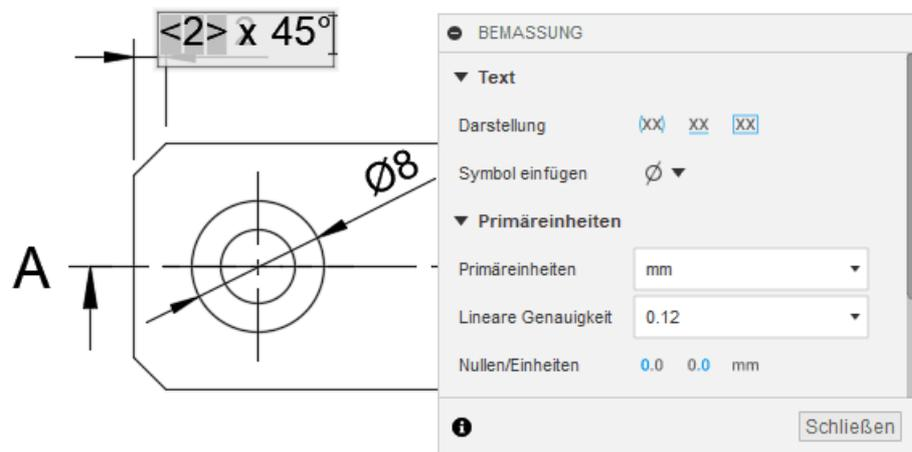 <2> x 45°
Ø8
A
BEMASSUNG
Text
Darstellung (XX) XX XX
Symbol einfügen Ø
Primäreinheiten
Primäreinheiten mm
Lineare Genauigkeit 0.12
Nullen/Einheiten 0.0 0.0 mm
Schließen